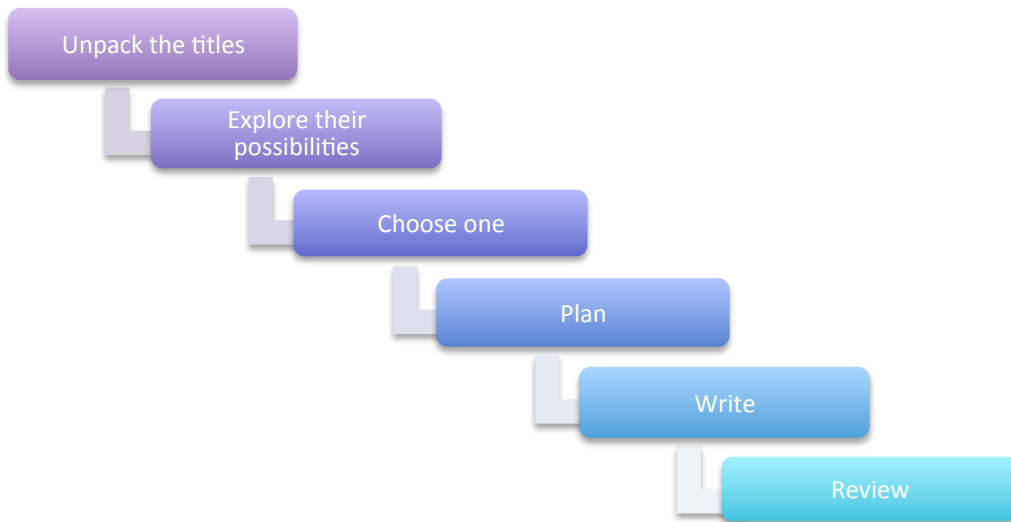 Unpack the titles
Explore their
possibilities
Choose one
Plan
Write
Review